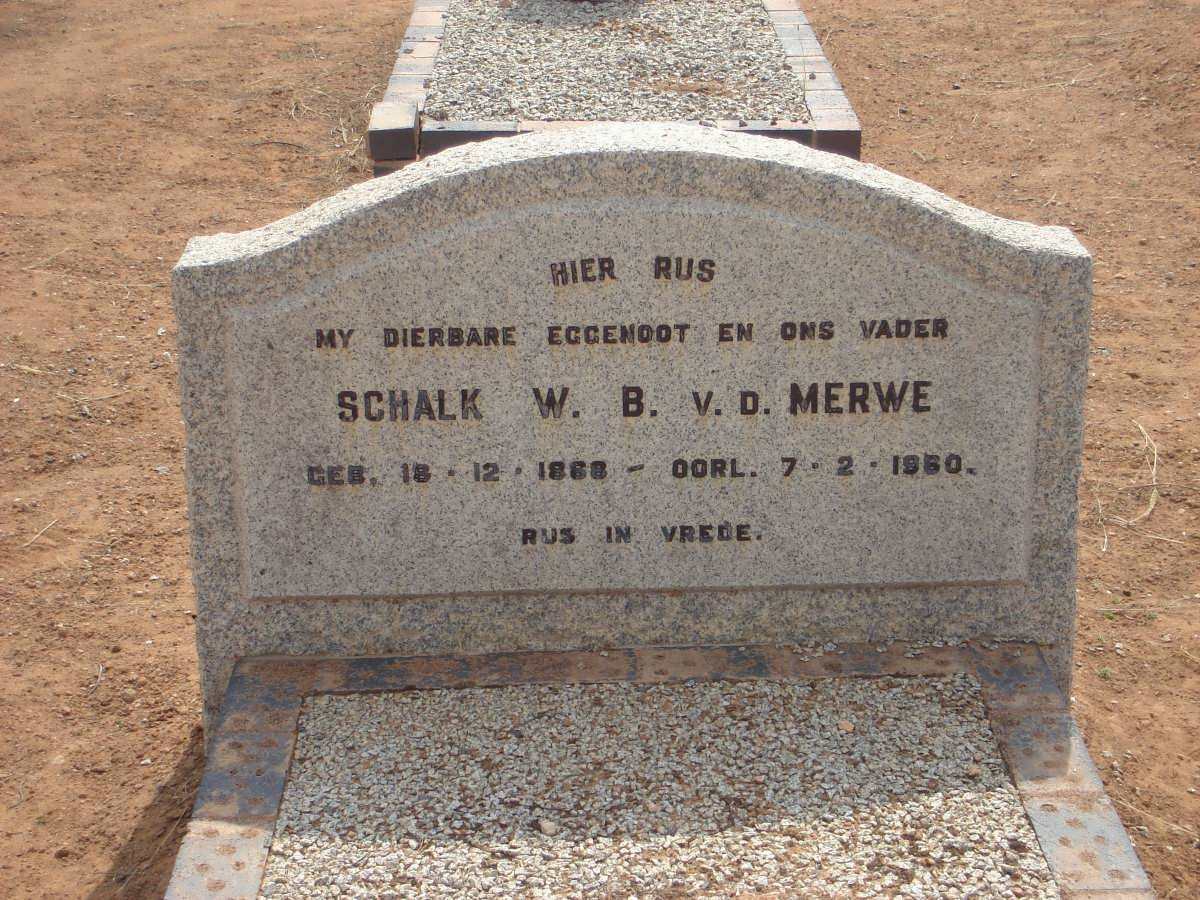 HIER RUS
MY DIERBARE EGGENOOT EN ONS VADER
SCHALK W. B. V. D. MERWE
GEB. 18 · 12 · 1868 – OORL. 7 · 2 · 1960.
RUS IN VREDE.